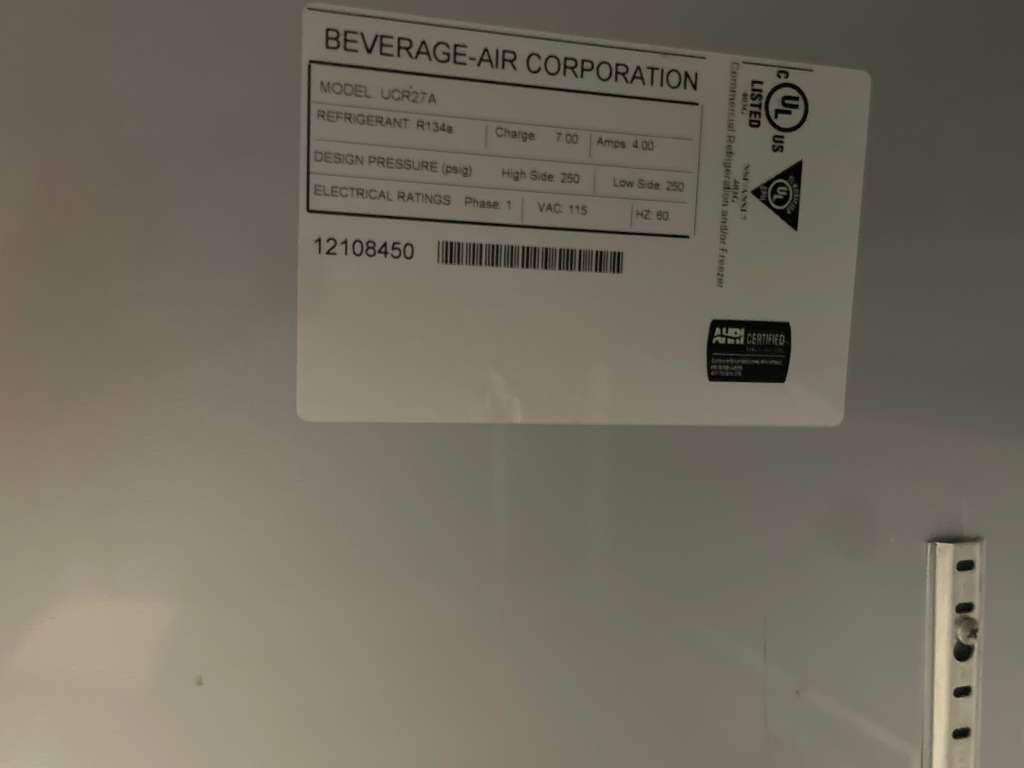 BEVERAGE-AIR CORPORATION
MODEL UCR27A
REFRIGERANT R134a Charge: 7.00 Amps: 4.00
DESIGN PRESSURE (psig) High Side: 250 Low Side: 250
ELECTRICAL RATINGS Phase: 1 VAC: 115 HZ: 60
12108450
C UL US
LISTED
Commercial Refrigeration and/or Freezer
UL
AHRI CERTIFIED